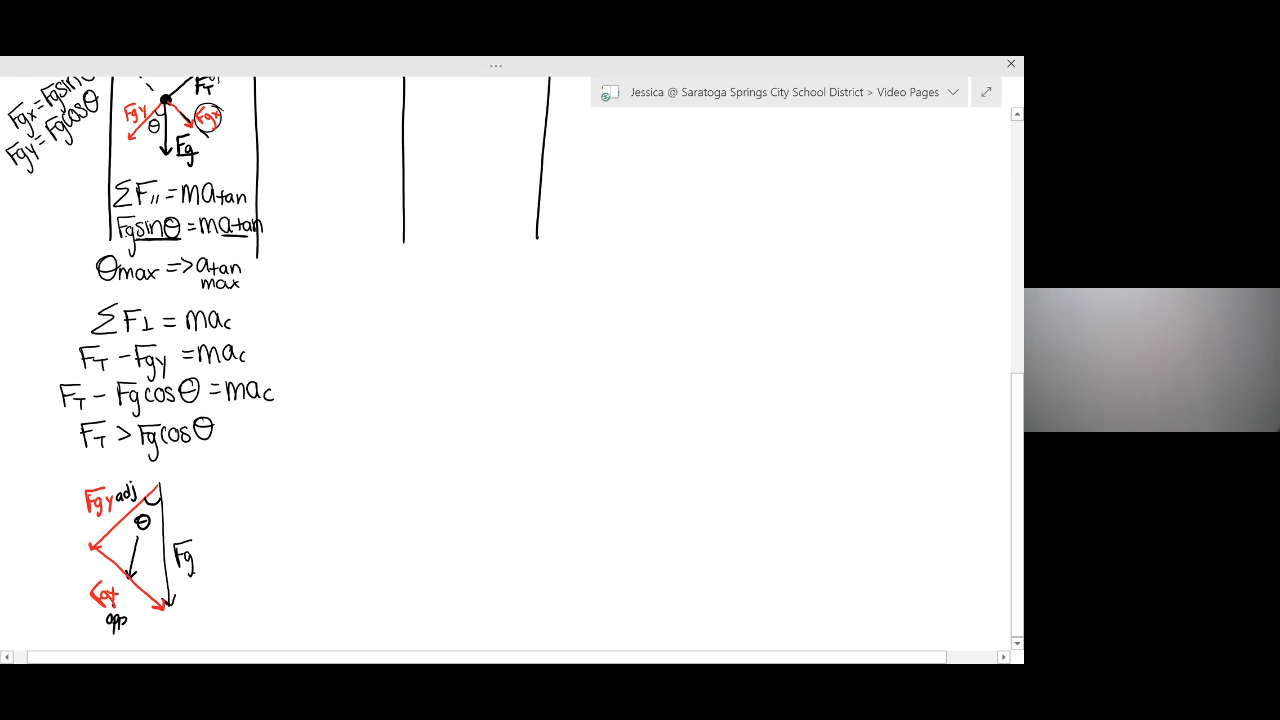 Jessica @ Saratoga Springs City School District > Video Pages
Fgx = Fgsinθ
Fgy = Fgcosθ
FT
Fgy
θ
Fgx
Fg
ΣF// = matan
Fgsinθ = matan
θmax => atan
max
ΣF⊥ = mac
FT - Fgy = mac
FT - Fgcosθ = mac
FT > Fgcosθ
Fgy adj
θ
Fg
Fgx
opp